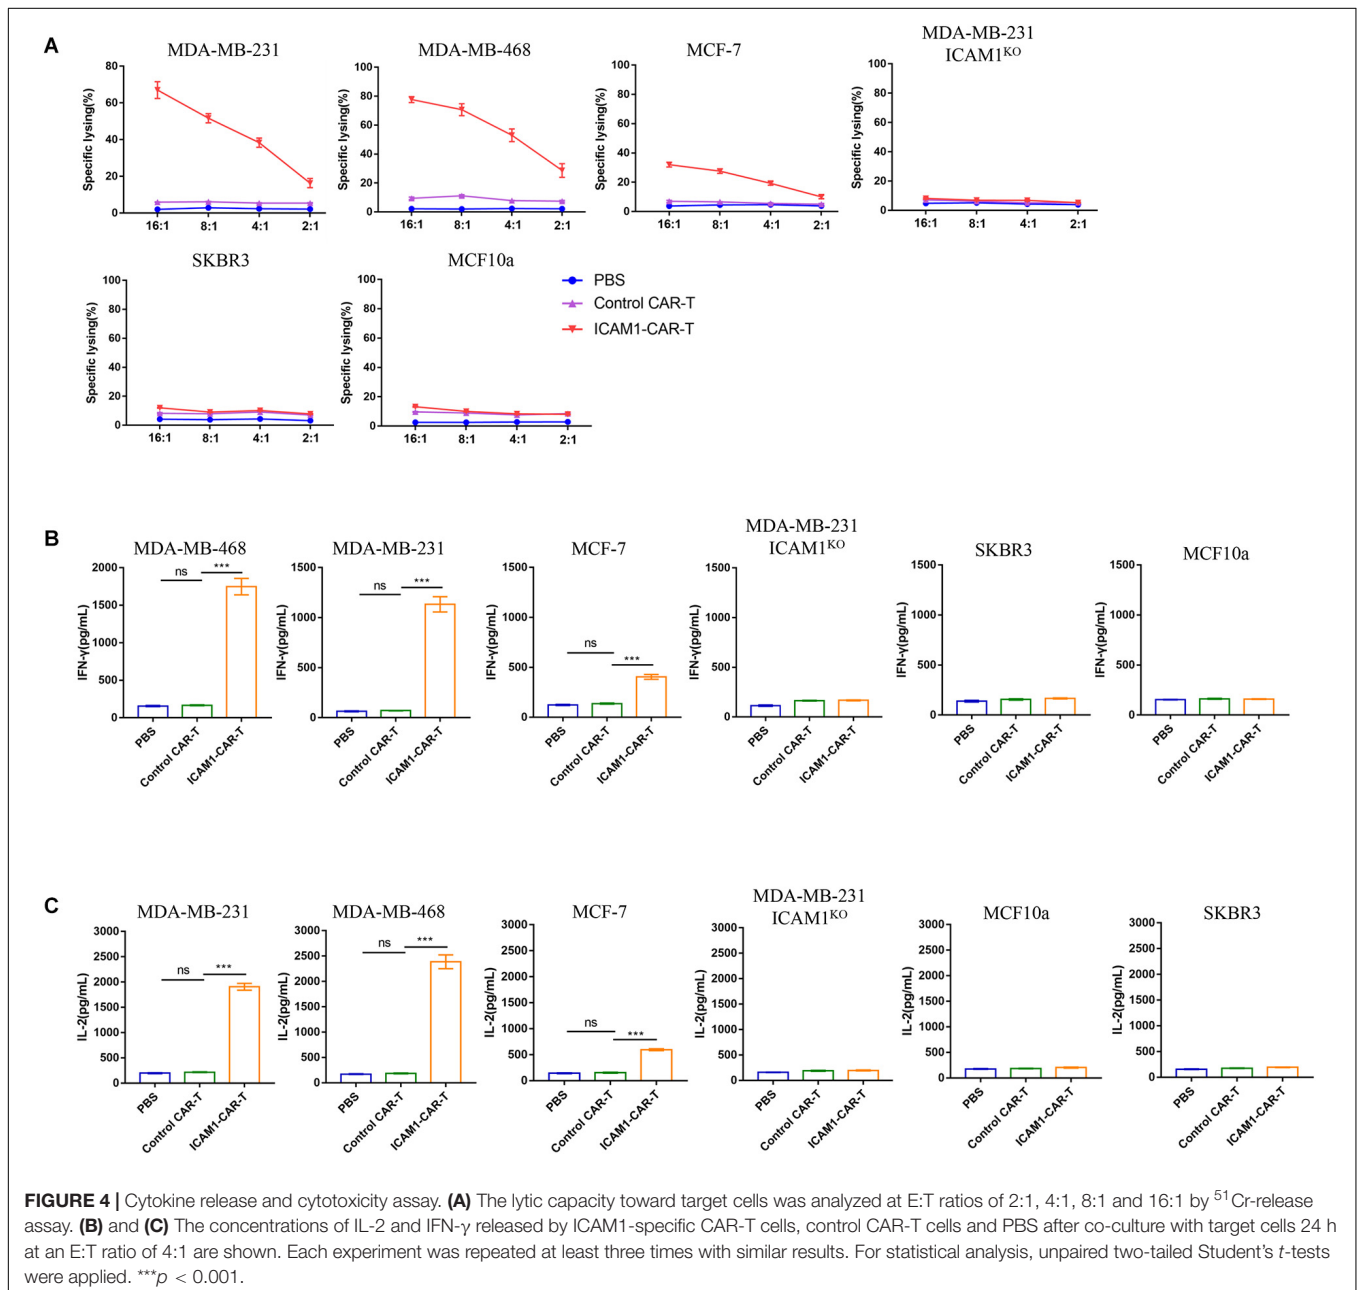 A
MDA-MB-231
MDA-MB-468
MCF-7
MDA-MB-231
ICAM1KO
Specific lysing(%)
80
60
40
20
0
16:1 8:1 4:1 2:1
Specific lysing(%)
100
80
60
40
20
0
16:1 8:1 4:1 2:1
Specific lysing(%)
100
80
60
40
20
0
16:1 8:1 4:1 2:1
Specific lysing(%)
100
80
60
40
20
0
16:1 8:1 4:1 2:1
SKBR3
MCF10a
Specific lysing(%)
100
80
60
40
20
0
16:1 8:1 4:1 2:1
Specific lysing(%)
100
80
60
40
20
0
16:1 8:1 4:1 2:1
PBS
Control CAR-T
ICAM1-CAR-T
B
MDA-MB-468
IFN-γ(pg/mL)
2000
1500
1000
500
0
ns ***
PBS
Control CAR-T
ICAM1-CAR-T
MDA-MB-231
IFN-γ(pg/mL)
1500
1000
500
0
ns ***
PBS
Control CAR-T
ICAM1-CAR-T
MCF-7
IFN-γ(pg/mL)
1500
1000
500
0
ns ***
PBS
Control CAR-T
ICAM1-CAR-T
MDA-MB-231
ICAM1KO
IFN-γ(pg/mL)
1500
1000
500
0
PBS
Control CAR-T
ICAM1-CAR-T
SKBR3
IFN-γ(pg/mL)
1500
1000
500
0
PBS
Control CAR-T
ICAM1-CAR-T
MCF10a
IFN-γ(pg/mL)
1500
1000
500
0
PBS
Control CAR-T
ICAM1-CAR-T
C
MDA-MB-231
IL-2(pg/mL)
3000
2500
2000
1500
1000
500
0
ns ***
PBS
Control CAR-T
ICAM1-CAR-T
MDA-MB-468
IL-2(pg/mL)
3000
2500
2000
1500
1000
500
0
ns ***
PBS
Control CAR-T
ICAM1-CAR-T
MCF-7
IL-2(pg/mL)
3000
2500
2000
1500
1000
500
0
ns ***
PBS
Control CAR-T
ICAM1-CAR-T
MDA-MB-231
ICAM1KO
IL-2(pg/mL)
3000
2500
2000
1500
1000
500
0
PBS
Control CAR-T
ICAM1-CAR-T
MCF10a
IL-2(pg/mL)
3000
2500
2000
1500
1000
500
0
PBS
Control CAR-T
ICAM1-CAR-T
SKBR3
IL-2(pg/mL)
3000
2500
2000
1500
1000
500
0
PBS
Control CAR-T
ICAM1-CAR-T
FIGURE 4 | Cytokine release and cytotoxicity assay. (A) The lytic capacity toward target cells was analyzed at E:T ratios of 2:1, 4:1, 8:1 and 16:1 by 51Cr-release
assay. (B) and (C) The concentrations of IL-2 and IFN-γ released by ICAM1-specific CAR-T cells, control CAR-T cells and PBS after co-culture with target cells 24 h
at an E:T ratio of 4:1 are shown. Each experiment was repeated at least three times with similar results. For statistical analysis, unpaired two-tailed Student's t-tests
were applied. ***p < 0.001.